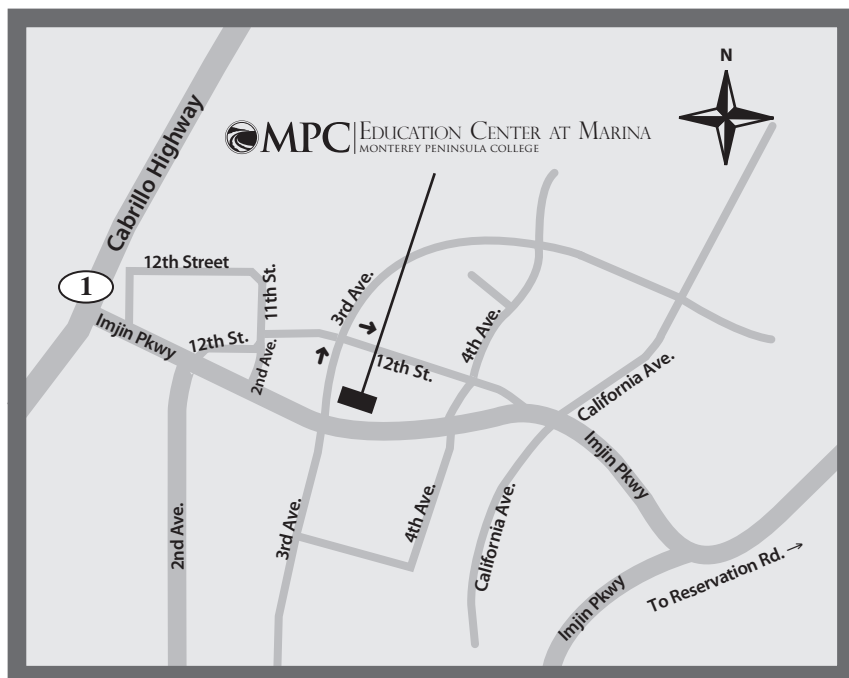 N
MPC EDUCATION CENTER AT MARINA
MONTEREY PENINSULA COLLEGE
Cabrillo Highway
1
12th Street
11th St.
Imjin Pkwy
12th St.
2nd Ave.
3rd Ave.
12th St.
4th Ave.
California Ave.
Imjin Pkwy
2nd Ave.
3rd Ave.
4th Ave.
California Ave.
Imjin Pkwy
To Reservation Rd. →